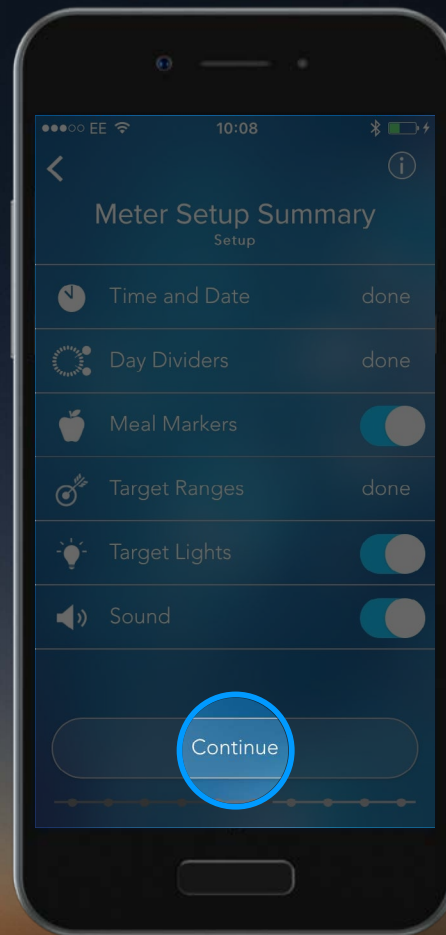 EE 10:08
Meter Setup Summary
Setup
Time and Date done
Day Dividers done
Meal Markers
Target Ranges done
Target Lights
Sound
Continue